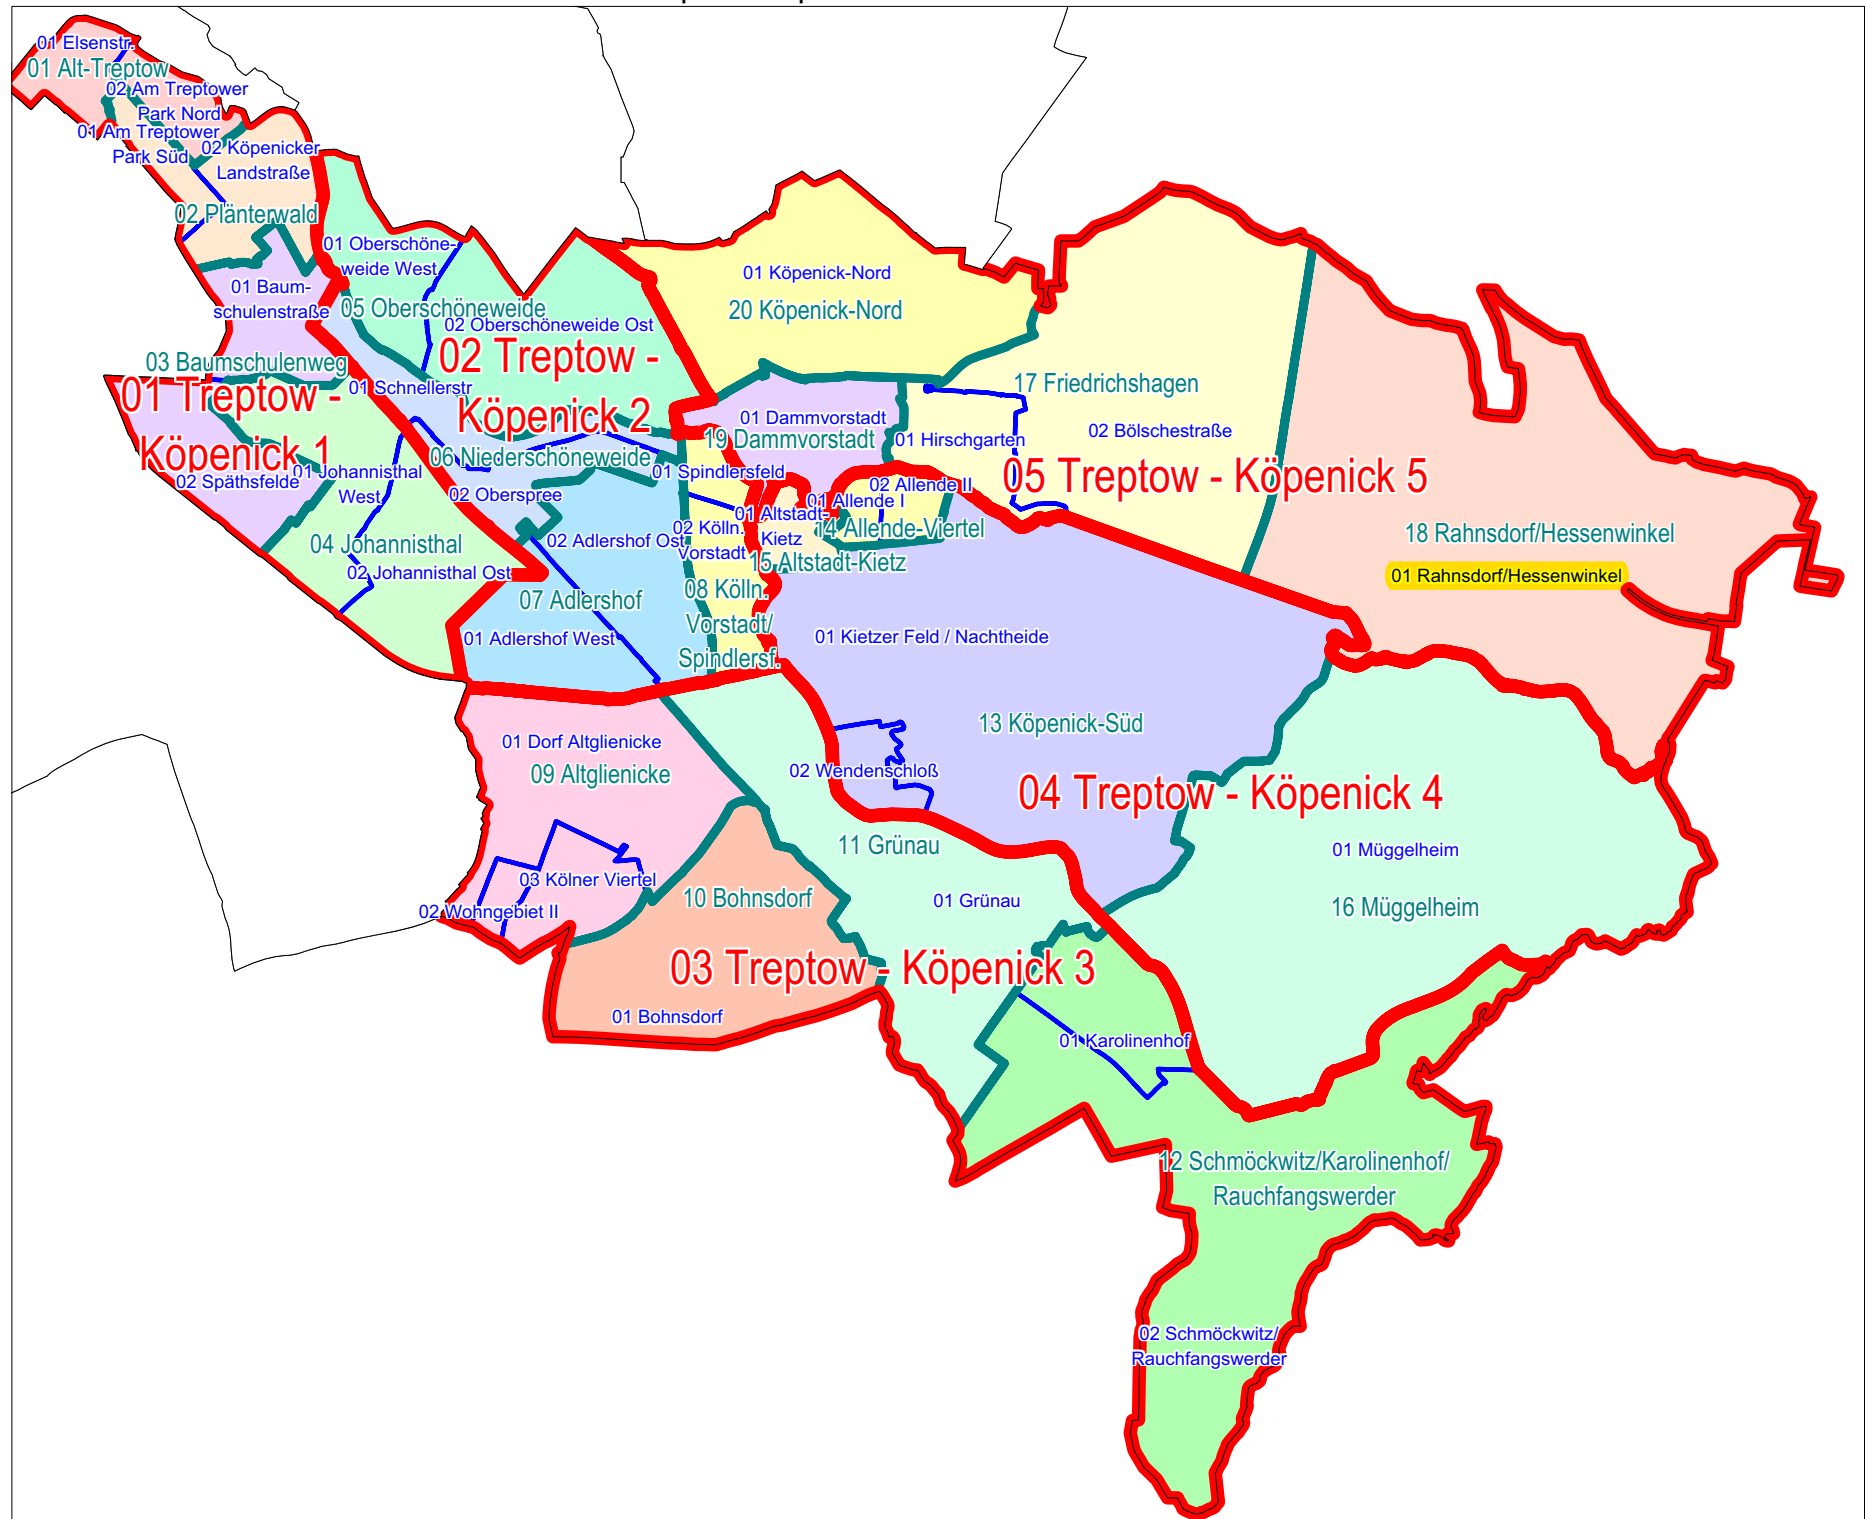 01 Elsenstr.
01 Alt-Treptow
02 Am Treptower
Park Nord
01 Am Treptower
Park Süd
02 Köpenicker
Landstraße
02 Plänterwald
01 Baum-
schulenstraße
03 Baumschulenweg
01 Treptow -
Köpenick 1
02 Späthsfelde
01 Johannisthal
West
04 Johannisthal
02 Johannisthal Ost
01 Oberschöne-
weide West
05 Oberschöneweide
02 Oberschöneweide Ost
02 Treptow -
Köpenick 2
01 Schnellerstr
06 Niederschöneweide
02 Oberspree
02 Adlershof Ost
07 Adlershof
01 Adlershof West
01 Spindlersfeld
02 Kölln.
Vorstadt
08 Kölln.
Vorstadt/
Spindlersf.
01 Köpenick-Nord
20 Köpenick-Nord
01 Dammvorstadt
19 Dammvorstadt
01 Hirschgarten
17 Friedrichshagen
02 Bölschestraße
05 Treptow - Köpenick 5
02 Allende II
01 Allende I
14 Allende-Viertel
01 Altstadt-
Kietz
15 Altstadt-Kietz
18 Rahnsdorf/Hessenwinkel
01 Rahnsdorf/Hessenwinkel
01 Kietzer Feld / Nachtheide
13 Köpenick-Süd
02 Wendenschloß
04 Treptow - Köpenick 4
01 Müggelheim
16 Müggelheim
01 Dorf Altglienicke
09 Altglienicke
03 Kölner Viertel
02 Wohngebiet II
10 Bohnsdorf
11 Grünau
01 Grünau
03 Treptow - Köpenick 3
01 Bohnsdorf
01 Karolinenhof
12 Schmöckwitz/Karolinenhof/
Rauchfangswerder
02 Schmöckwitz/
Rauchfangswerder